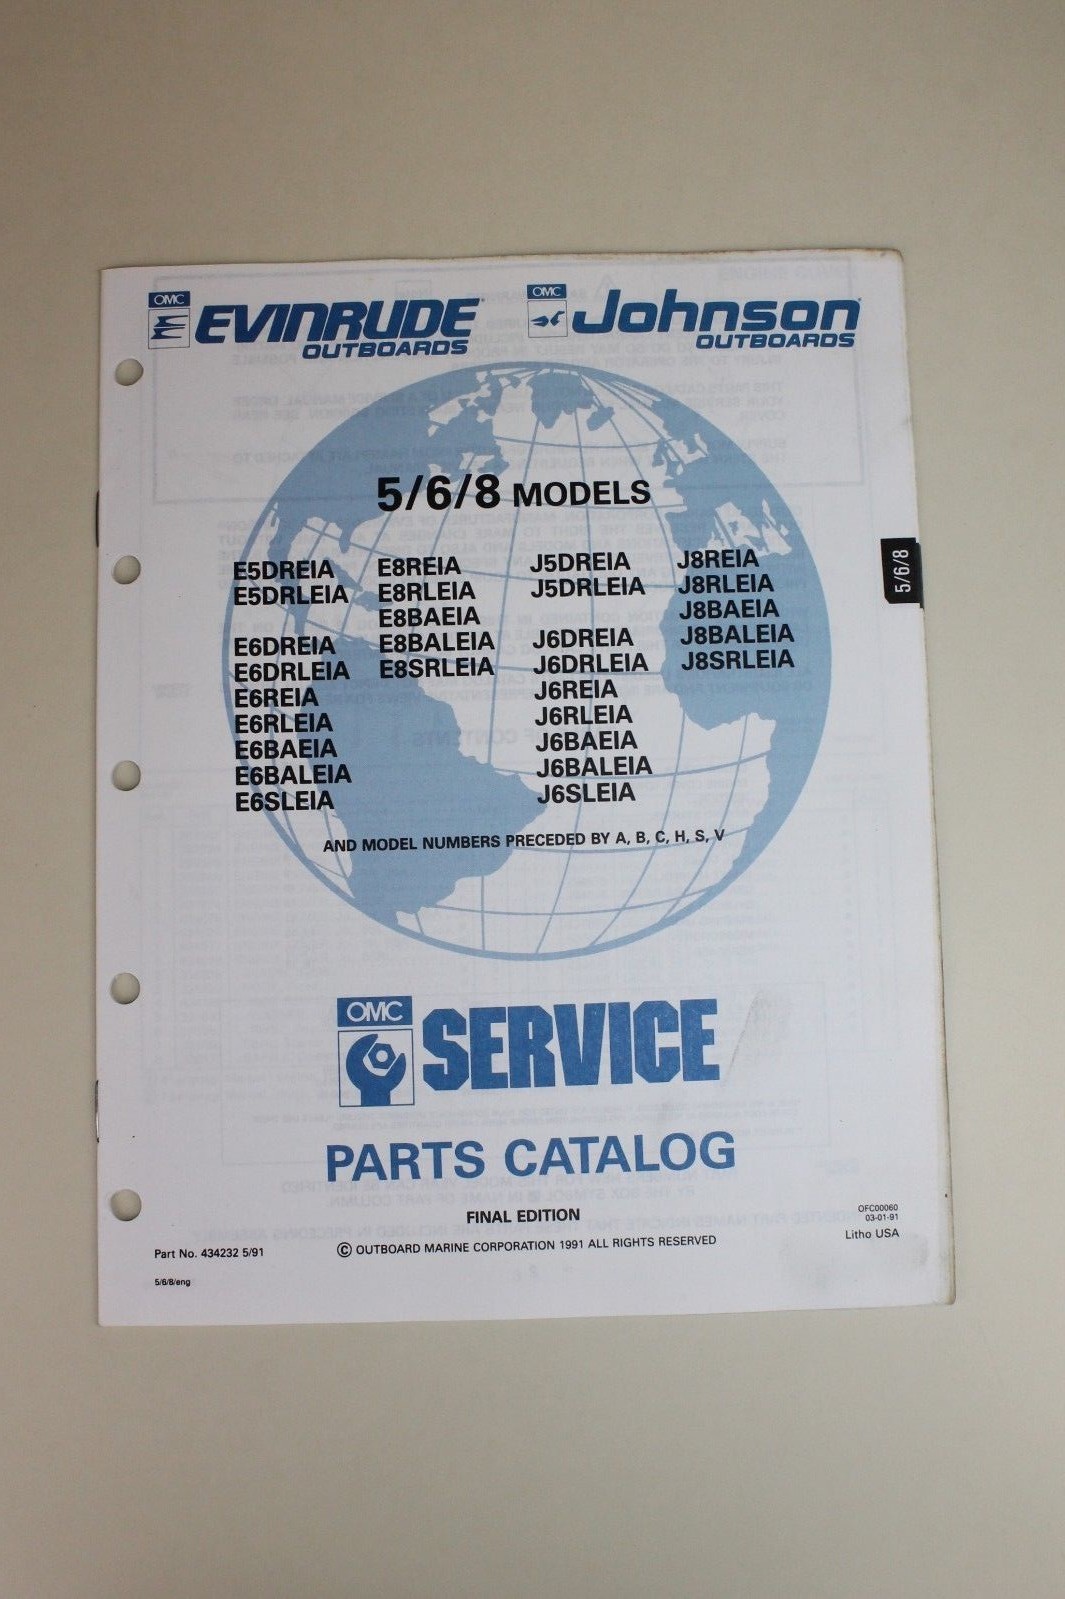 OMC
EVINRUDE
OUTBOARDS
OMC
Johnson
OUTBOARDS
5/6/8 MODELS
E5DREIA
E5DRLEIA
E6DREIA
E6DRLEIA
E6REIA
E6RLEIA
E6BAEIA
E6BALEIA
E6SLEIA
E8REIA
E8RLEIA
E8BAEIA
E8BALEIA
E8SRLEIA
J5DREIA
J5DRLEIA
J6DREIA
J6DRLEIA
J6REIA
J6RLEIA
J6BAEIA
J6BALEIA
J6SLEIA
J8REIA
J8RLEIA
J8BAEIA
J8BALEIA
J8SRLEIA
5/6/8
AND MODEL NUMBERS PRECEDED BY A, B, C, H, S, V
OMC
SERVICE
PARTS CATALOG
FINAL EDITION
OFC00060
03-01-91
Litho USA
Part No. 434232 5/91
© OUTBOARD MARINE CORPORATION 1991 ALL RIGHTS RESERVED
5/6/8/eng